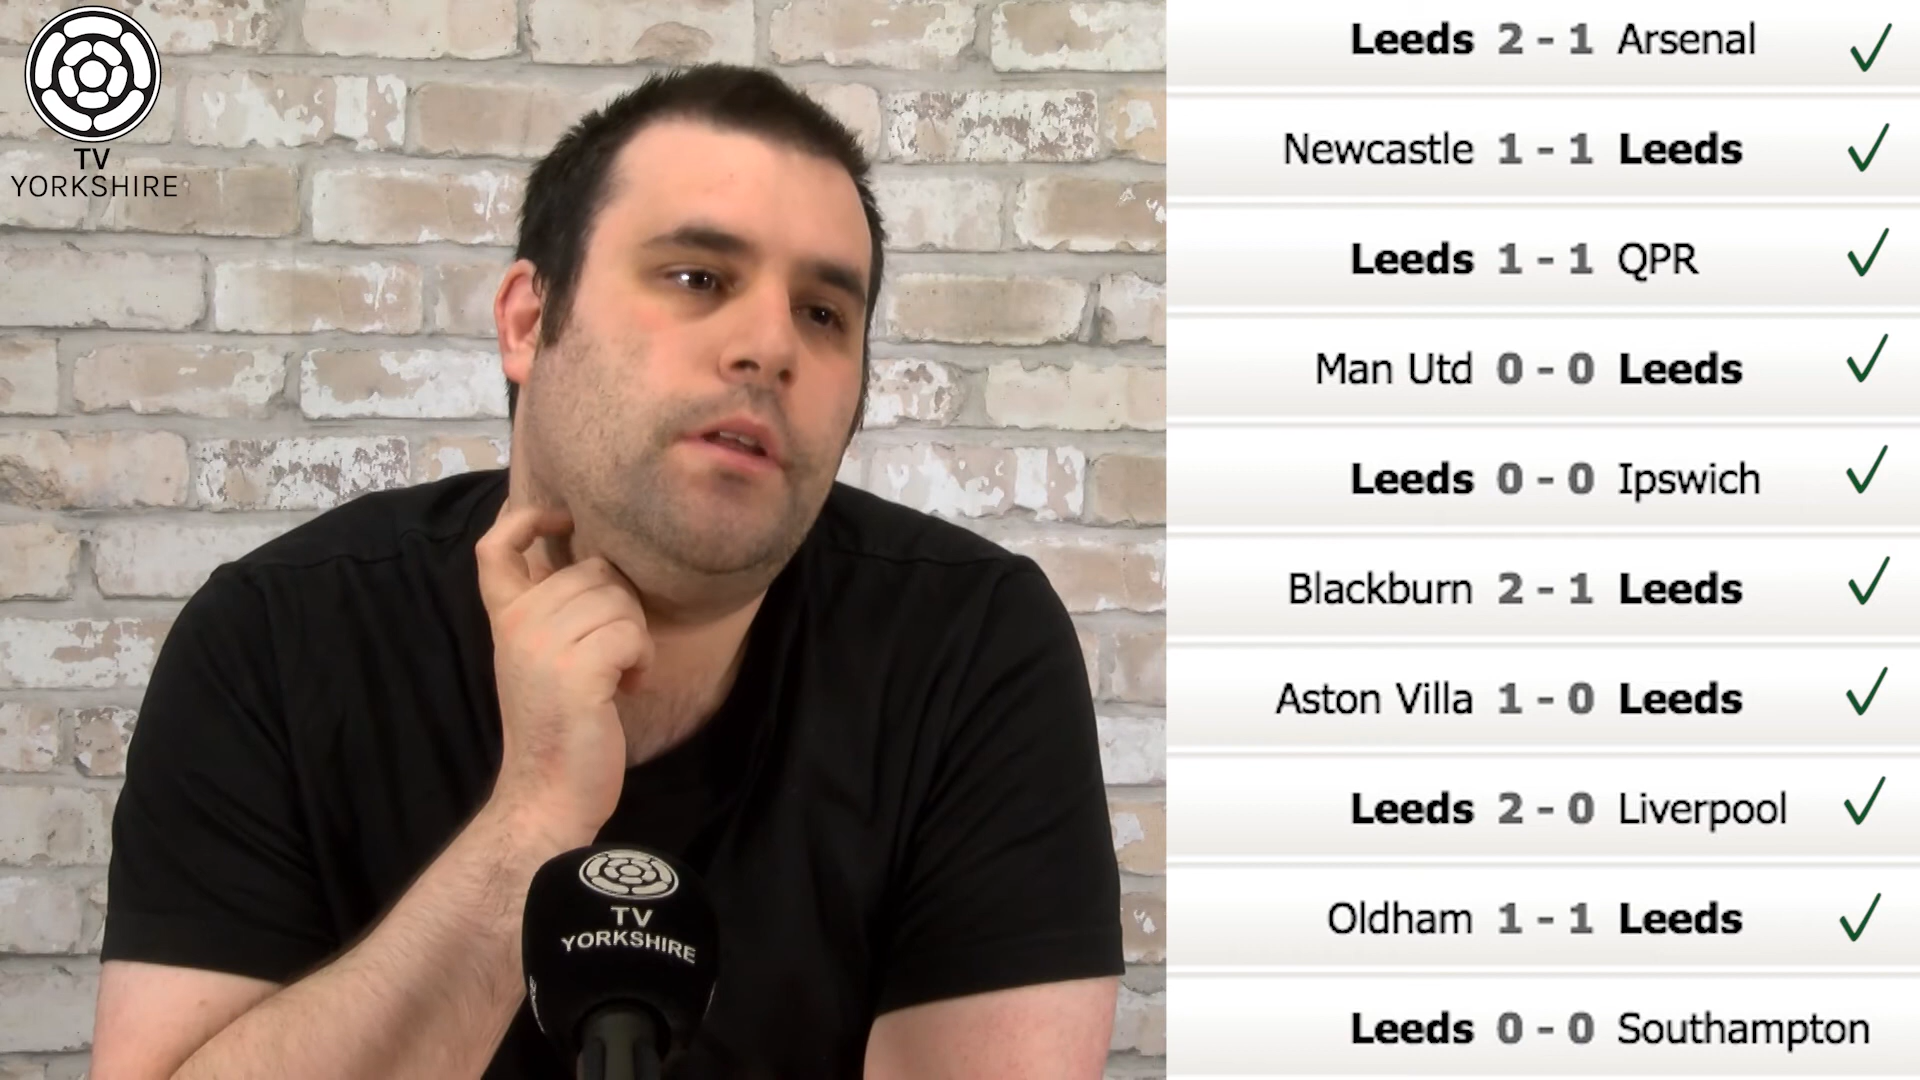 TV
YORKSHIRE
Leeds 2 - 1 Arsenal ✓
Newcastle 1 - 1 Leeds ✓
Leeds 1 - 1 QPR ✓
Man Utd 0 - 0 Leeds ✓
Leeds 0 - 0 Ipswich ✓
Blackburn 2 - 1 Leeds ✓
Aston Villa 1 - 0 Leeds ✓
Leeds 2 - 0 Liverpool ✓
Oldham 1 - 1 Leeds ✓
Leeds 0 - 0 Southampton
TV
YORKSHIRE